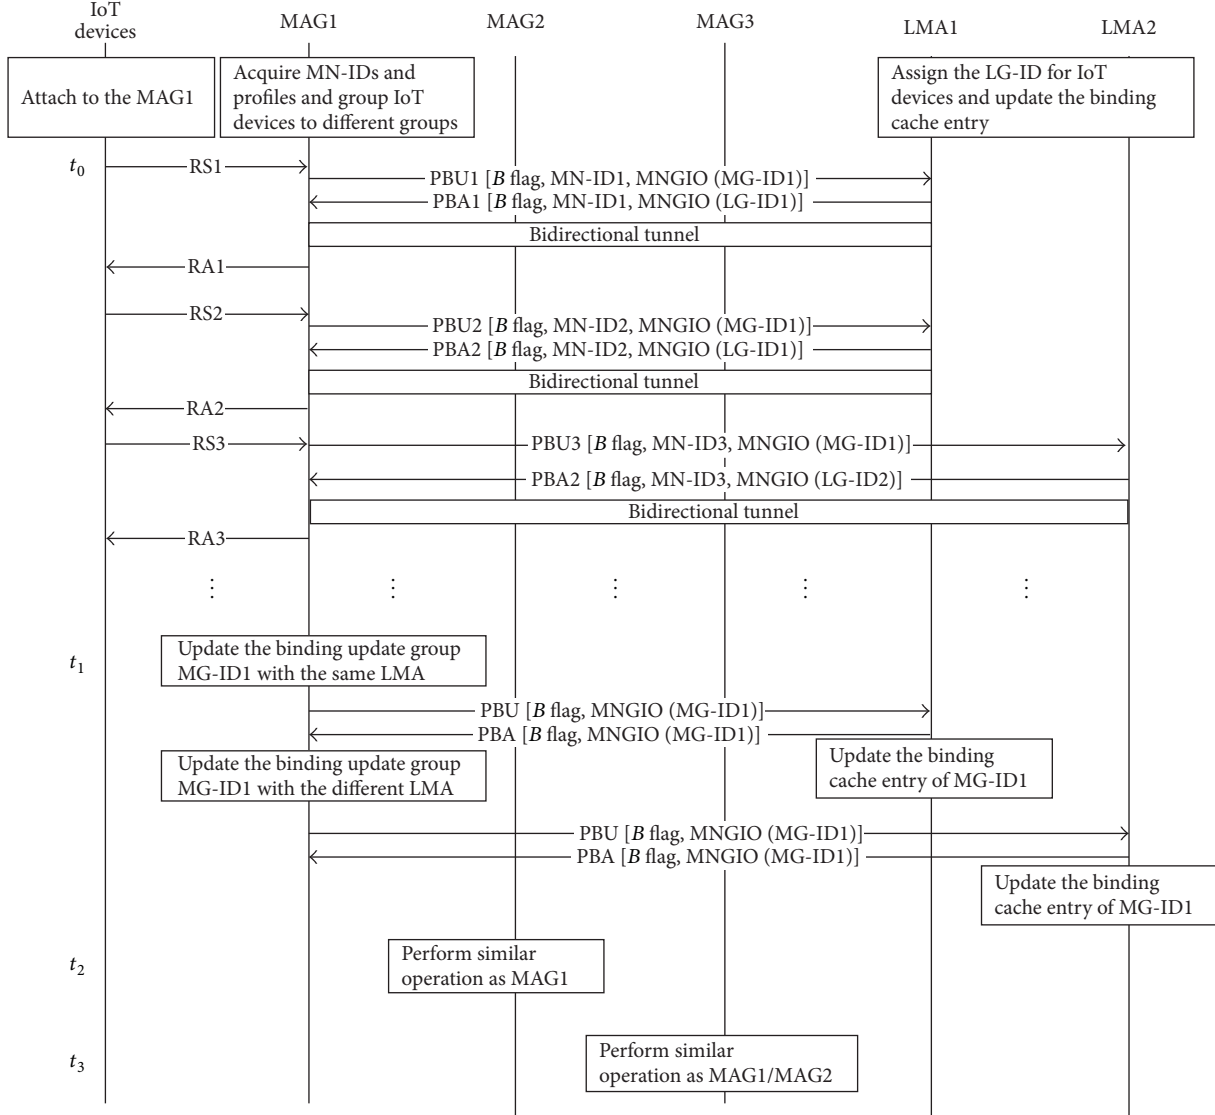 IoT
devices
MAG1
MAG2
MAG3
LMA1
LMA2
Attach to the MAG1
Acquire MN-IDs and
profiles and group IoT
devices to different groups
Assign the LG-ID for IoT
devices and update the binding
cache entry
t0
RS1
PBU1 [B flag, MN-ID1, MNGIO (MG-ID1)]
PBA1 [B flag, MN-ID1, MNGIO (LG-ID1)]
Bidirectional tunnel
RA1
RS2
PBU2 [B flag, MN-ID2, MNGIO (MG-ID1)]
PBA2 [B flag, MN-ID2, MNGIO (LG-ID1)]
Bidirectional tunnel
RA2
RS3
PBU3 [B flag, MN-ID3, MNGIO (MG-ID1)]
PBA2 [B flag, MN-ID3, MNGIO (LG-ID2)]
Bidirectional tunnel
RA3
t1
Update the binding update group
MG-ID1 with the same LMA
PBU [B flag, MNGIO (MG-ID1)]
PBA [B flag, MNGIO (MG-ID1)]
Update the binding
cache entry of MG-ID1
Update the binding update group
MG-ID1 with the different LMA
PBU [B flag, MNGIO (MG-ID1)]
PBA [B flag, MNGIO (MG-ID1)]
Update the binding
cache entry of MG-ID1
t2
Perform similar
operation as MAG1
t3
Perform similar
operation as MAG1/MAG2